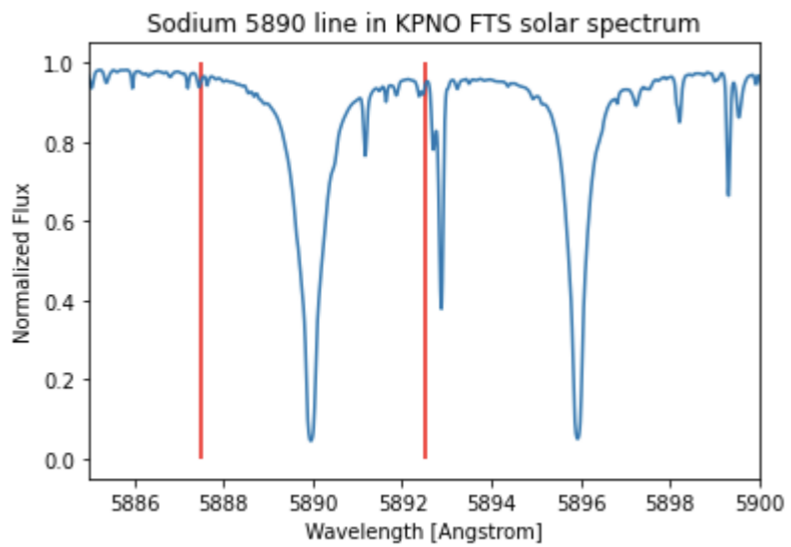 Sodium 5890 line in KPNO FTS solar spectrum
1.0
0.8
0.6
0.4
0.2
0.0
Normalized Flux
5886 5888 5890 5892 5894 5896 5898 5900
Wavelength [Angstrom]